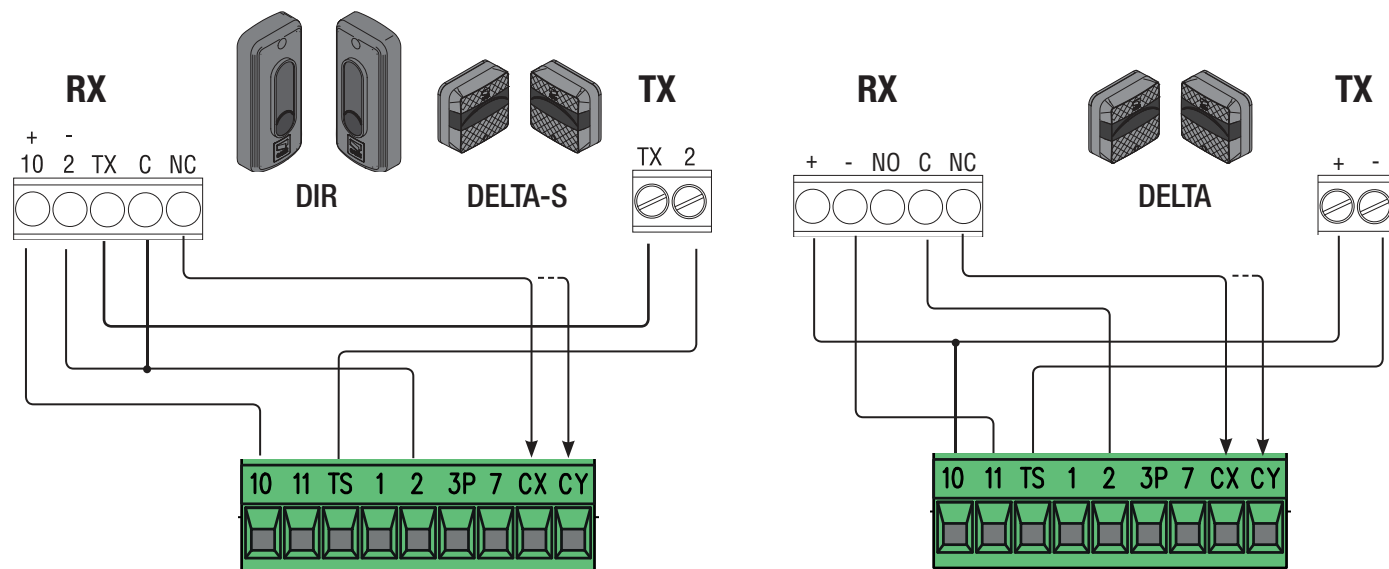 RX
TX
+ -
10 2 TX C NC
TX 2
DIR
DELTA-S
10 11 TS 1 2 3P 7 CX CY
RX
TX
+ - NO C NC
+ -
DELTA
10 11 TS 1 2 3P 7 CX CY